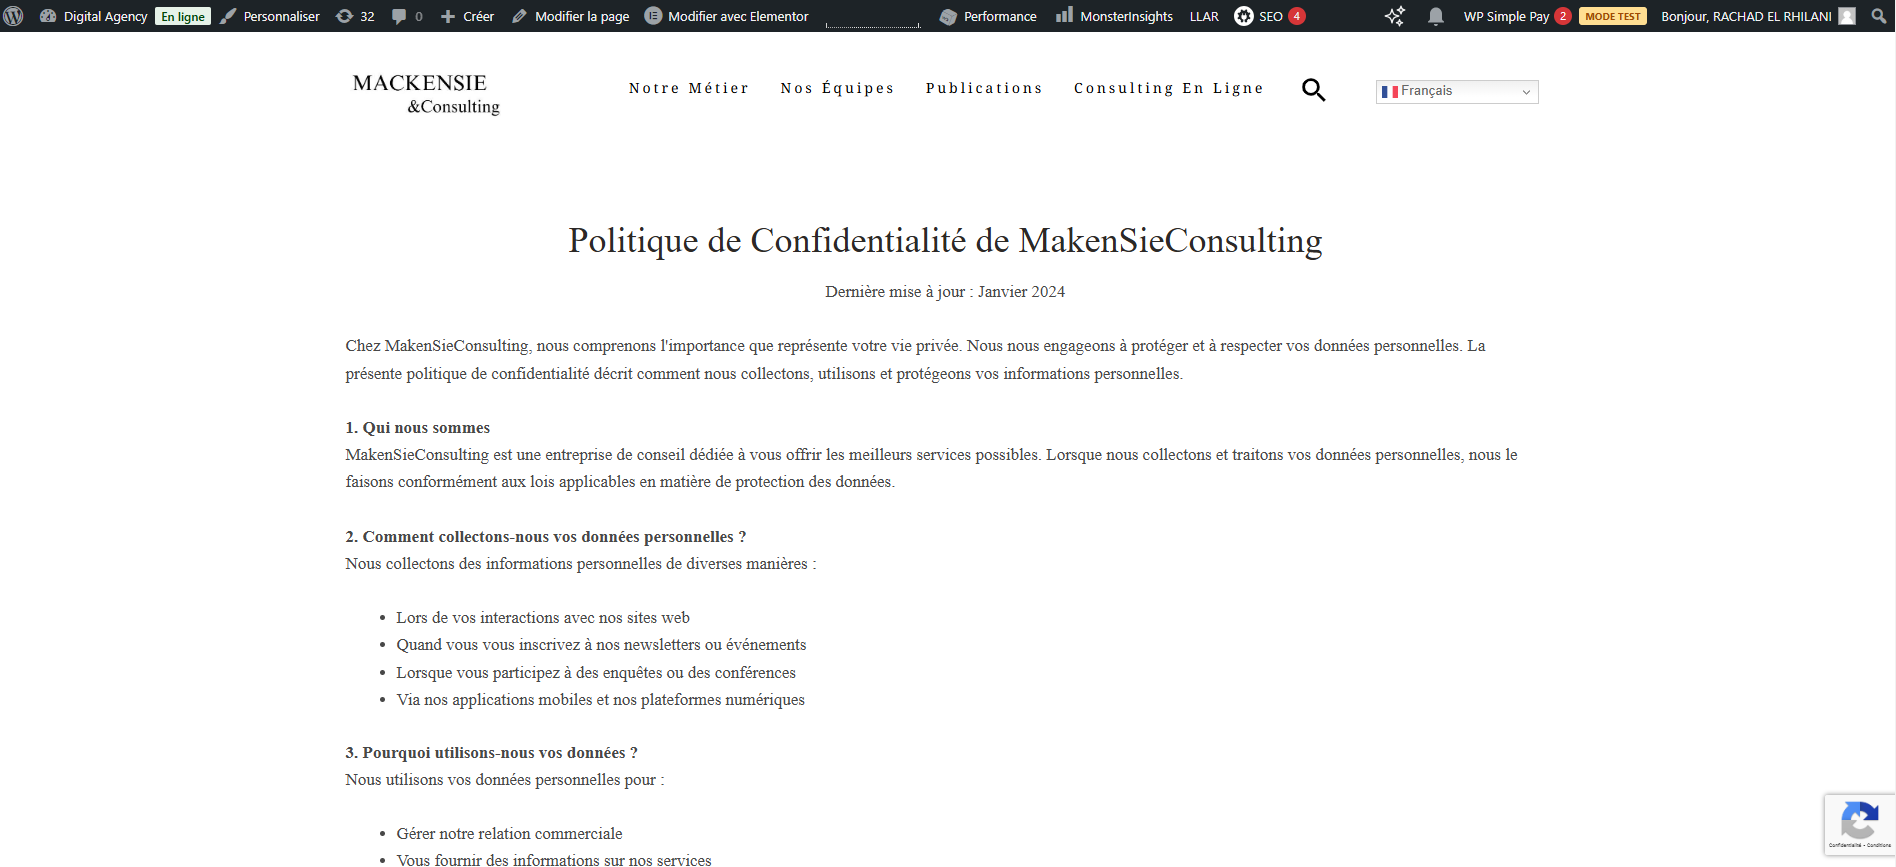 Digital Agency En ligne Personnaliser 32 0 Créer Modifier la page Modifier avec Elementor Performance MonsterInsights LLAR SEO 4 WP Simple Pay 2 MODE TEST Bonjour, RACHAD EL RHILANI
MACKENSIE
&Consulting
Notre Métier Nos Équipes Publications Consulting En Ligne
Français
Politique de Confidentialité de MakenSieConsulting
Dernière mise à jour : Janvier 2024
Chez MakenSieConsulting, nous comprenons l'importance que représente votre vie privée. Nous nous engageons à protéger et à respecter vos données personnelles. La
présente politique de confidentialité décrit comment nous collectons, utilisons et protégeons vos informations personnelles.
1. Qui nous sommes
MakenSieConsulting est une entreprise de conseil dédiée à vous offrir les meilleurs services possibles. Lorsque nous collectons et traitons vos données personnelles, nous le
faisons conformément aux lois applicables en matière de protection des données.
2. Comment collectons-nous vos données personnelles ?
Nous collectons des informations personnelles de diverses manières :
• Lors de vos interactions avec nos sites web
• Quand vous vous inscrivez à nos newsletters ou événements
• Lorsque vous participez à des enquêtes ou des conférences
• Via nos applications mobiles et nos plateformes numériques
3. Pourquoi utilisons-nous vos données ?
Nous utilisons vos données personnelles pour :
• Gérer notre relation commerciale
• Vous fournir des informations sur nos services
Confidentialité - Conditions